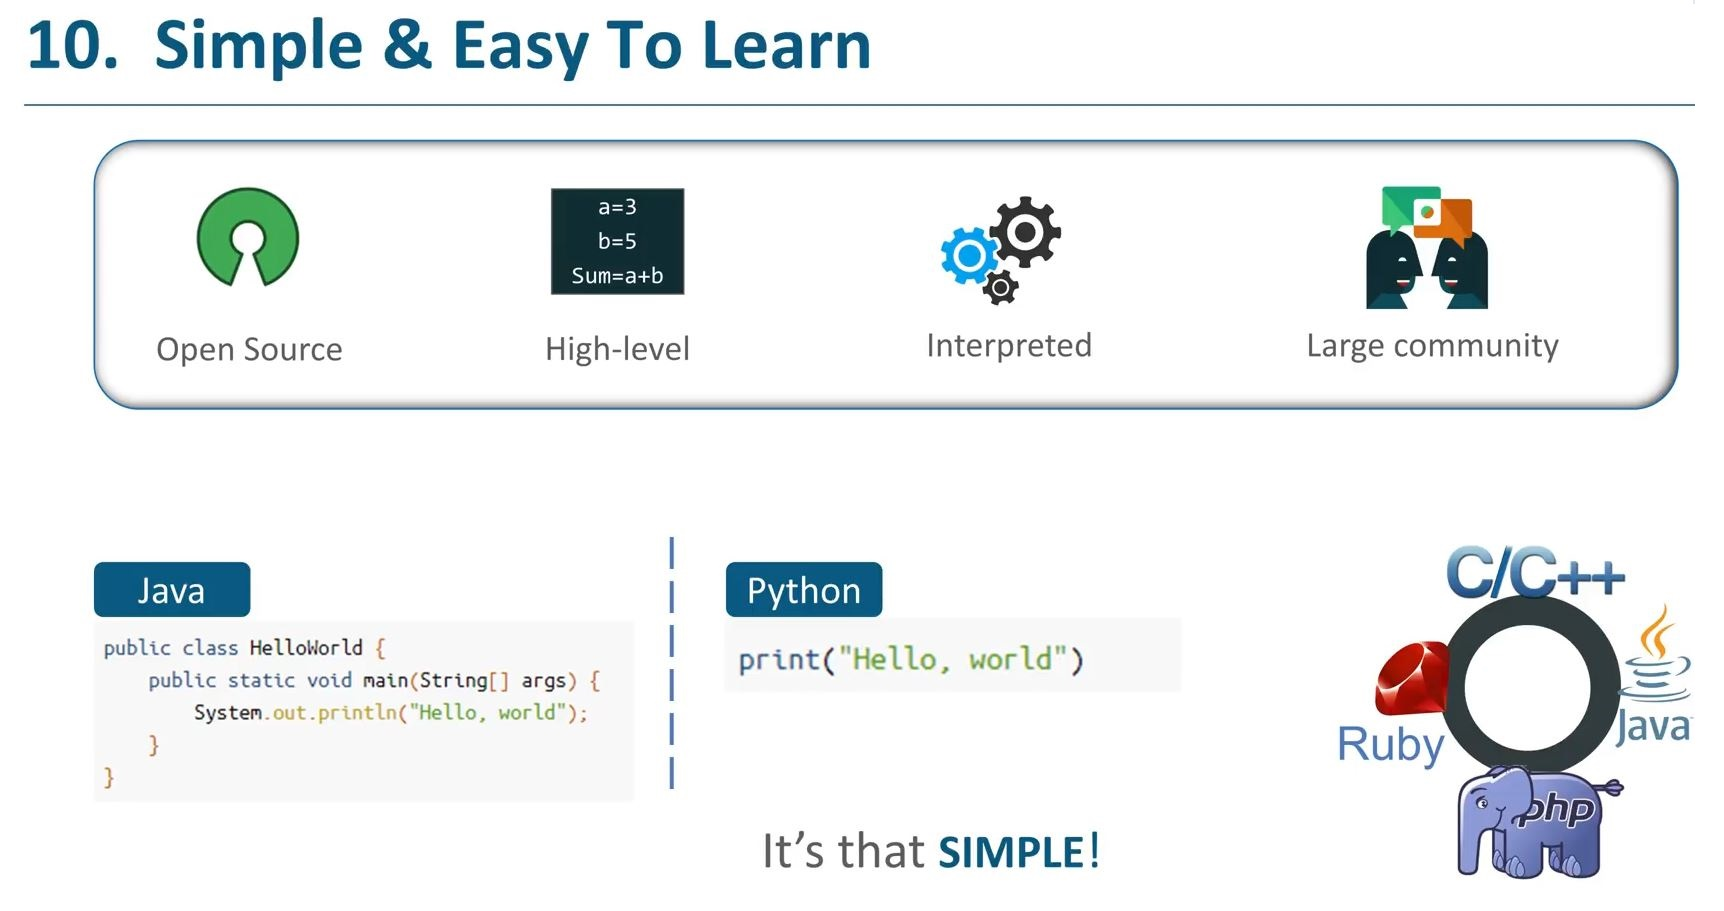 10. Simple & Easy To Learn
a=3
b=5
Sum=a+b
Open Source
High-level
Interpreted
Large community
Java
public class HelloWorld {
    public static void main(String[] args) {
        System.out.println("Hello, world");
    }
}
Python
print("Hello, world")
It’s that SIMPLE!
C/C++
Ruby
Java
php